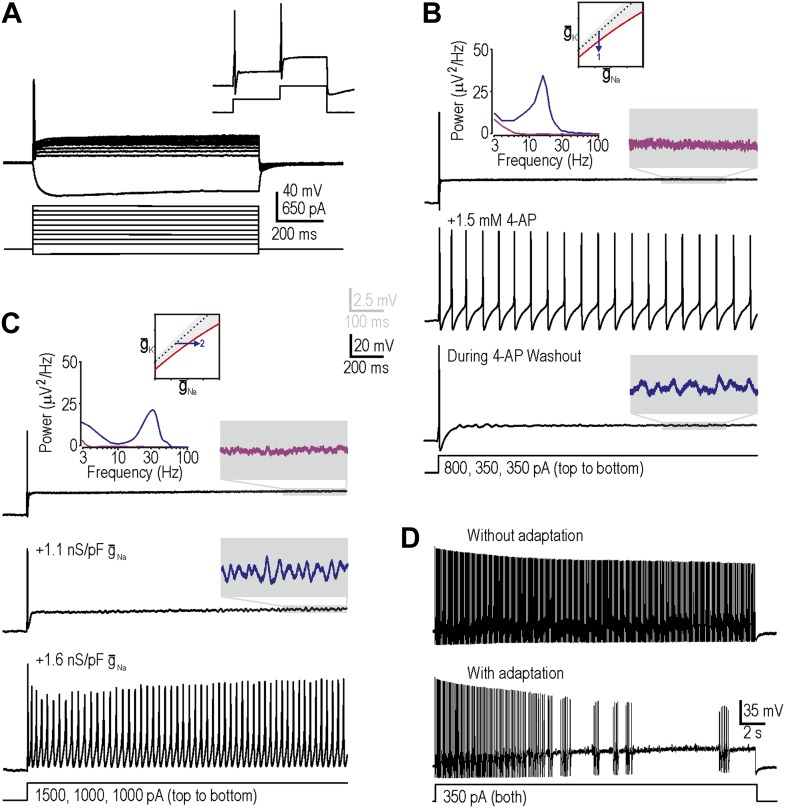 A
40 mV
650 pA
200 ms
B
g̅K
g̅Na
1
Power (µV2/Hz)
50
25
0
3 10 30 100
Frequency (Hz)
+1.5 mM 4-AP
During 4-AP Washout
800, 350, 350 pA (top to bottom)
2.5 mV
100 ms
20 mV
200 ms
C
g̅K
g̅Na
2
Power (µV2/Hz)
50
25
0
3 10 30 100
Frequency (Hz)
+1.1 nS/pF g̅Na
+1.6 nS/pF g̅Na
1500, 1000, 1000 pA (top to bottom)
D
Without adaptation
With adaptation
35 mV
2 s
350 pA (both)